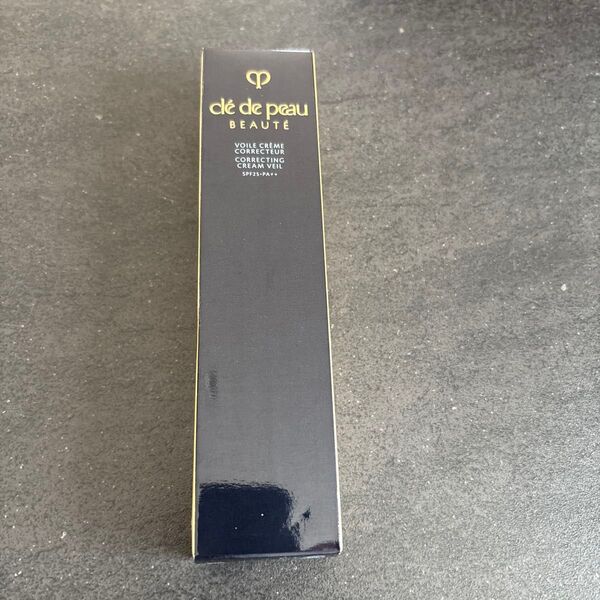 clé de peau
BEAUTÉ
VOILE CRÈME
CORRECTEUR
CORRECTING
CREAM VEIL
SPF25•PA++